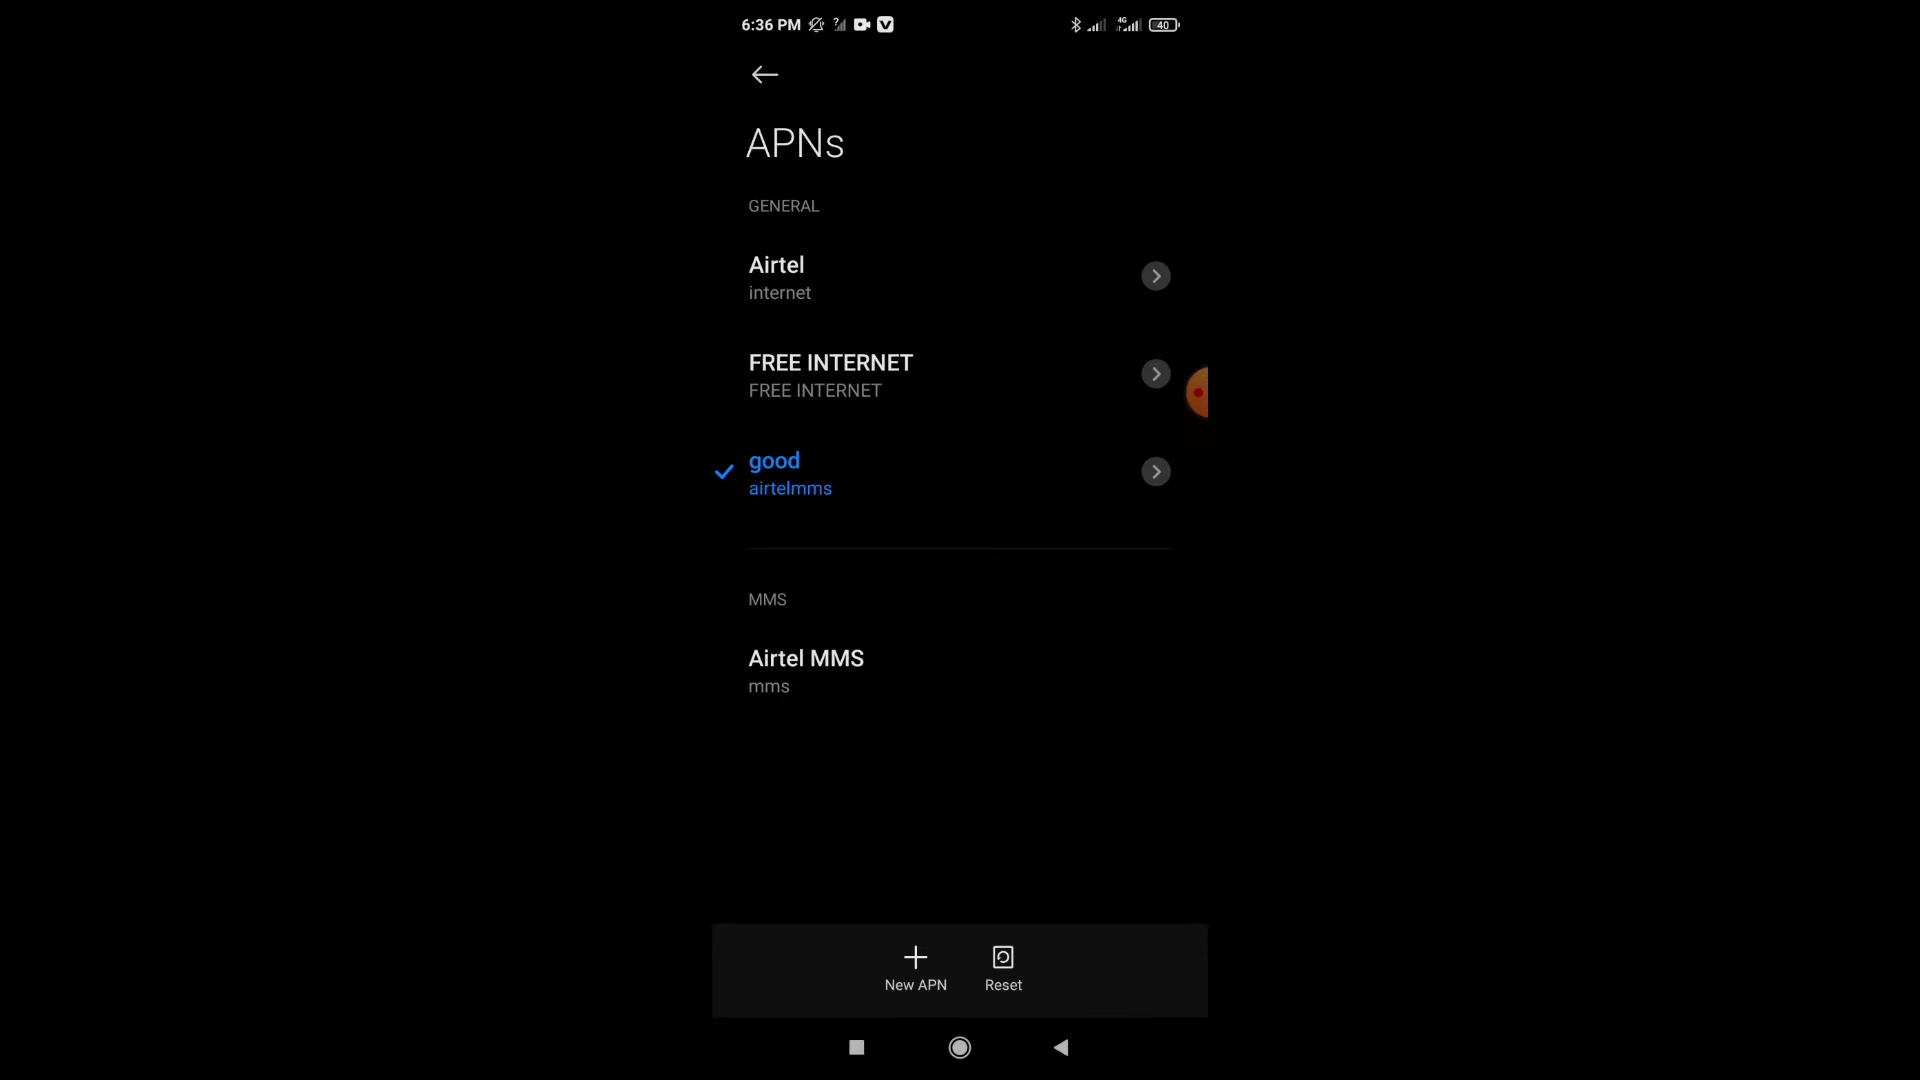 6:36 PM ? 4G 40
APNs
GENERAL
Airtel
internet
FREE INTERNET
FREE INTERNET
good
airtelmms
MMS
Airtel MMS
mms
New APN Reset